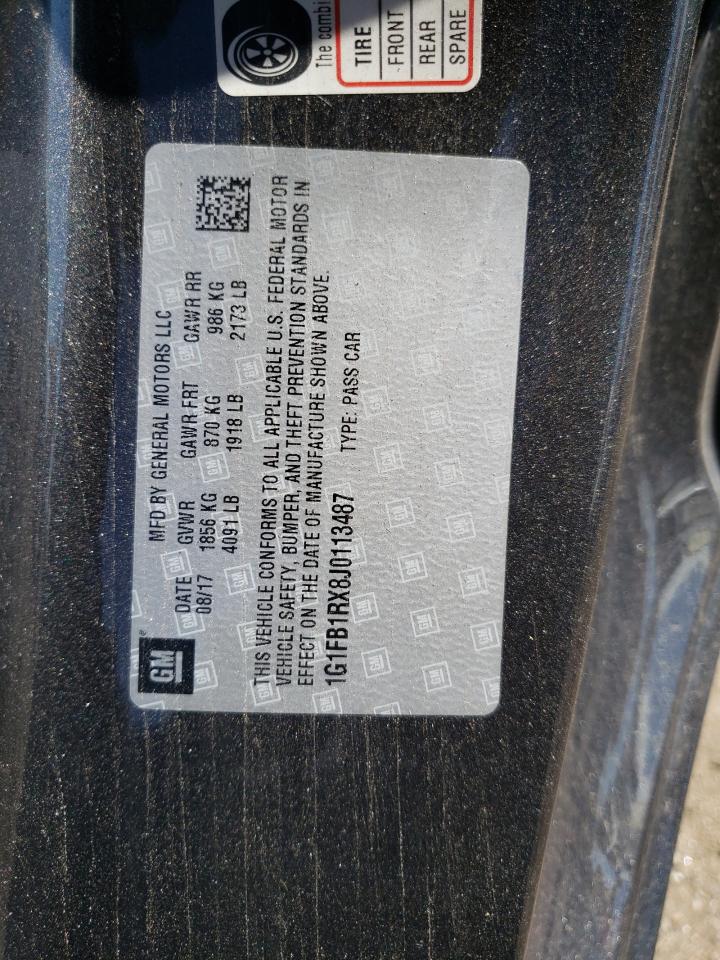 GM
MFD BY GENERAL MOTORS LLC
DATE GVWR GAWR FRT GAWR RR
08/17 1856 KG 870 KG 986 KG
4091 LB 1918 LB 2173 LB
THIS VEHICLE CONFORMS TO ALL APPLICABLE U.S. FEDERAL MOTOR
VEHICLE SAFETY, BUMPER, AND THEFT PREVENTION STANDARDS IN
EFFECT ON THE DATE OF MANUFACTURE SHOWN ABOVE.
1G1FB1RX8J0113487 TYPE: PASS CAR
The combi
TIRE
FRONT
REAR
SPARE